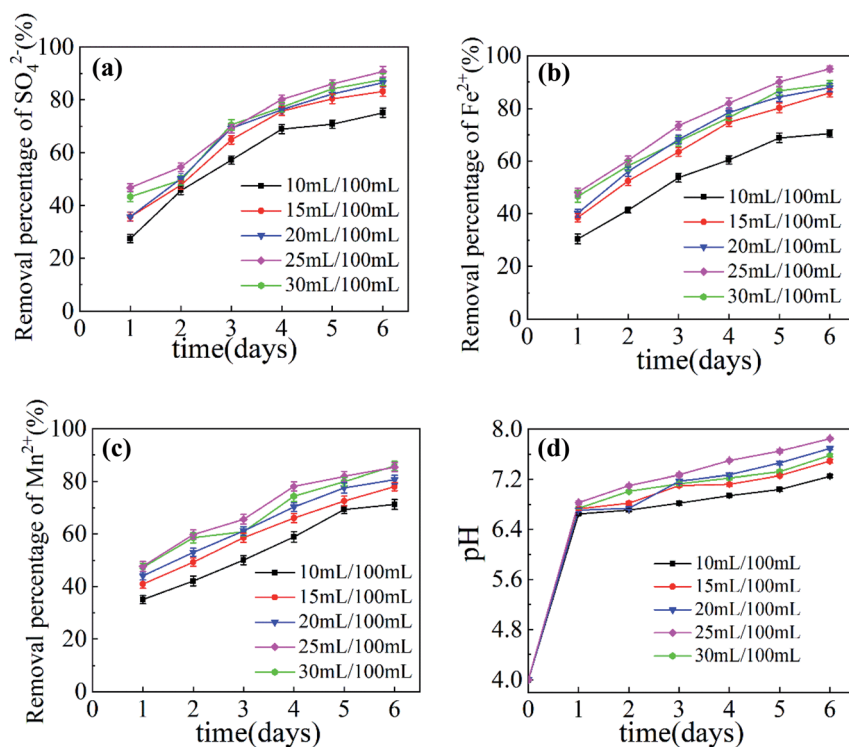 (a)
Removal percentage of SO₄²⁻(%)
100
80
60
40
20
0
10mL/100mL
15mL/100mL
20mL/100mL
25mL/100mL
30mL/100mL
0 1 2 3 4 5 6
time(days)
(b)
Removal percentage of Fe²⁺(%)
100
80
60
40
20
0
10mL/100mL
15mL/100mL
20mL/100mL
25mL/100mL
30mL/100mL
0 1 2 3 4 5 6
time(days)
(c)
Removal percentage of Mn²⁺(%)
100
80
60
40
20
0
10mL/100mL
15mL/100mL
20mL/100mL
25mL/100mL
30mL/100mL
0 1 2 3 4 5 6
time(days)
(d)
pH
8.0
7.2
6.4
5.6
4.8
4.0
10mL/100mL
15mL/100mL
20mL/100mL
25mL/100mL
30mL/100mL
0 1 2 3 4 5 6
time(days)